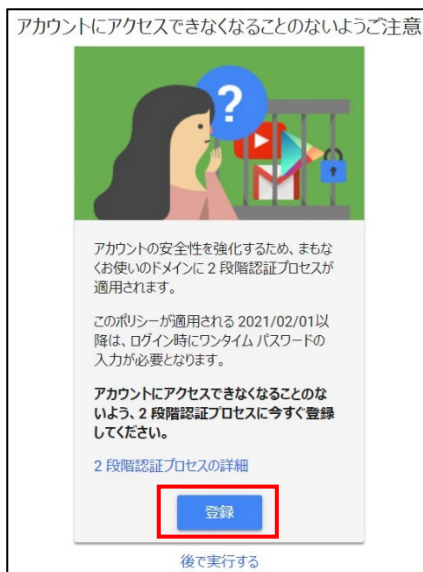 アカウントにアクセスできなくなることのないようご注意
?
アカウントの安全性を強化するため、まもな
くお使いのドメインに 2 段階認証プロセスが
適用されます。
このポリシーが適用される 2021/02/01以
降は、ログイン時にワンタイム パスワードの
入力が必要となります。
アカウントにアクセスできなくなることのな
いよう、2 段階認証プロセスに今すぐ登録
してください。
2 段階認証プロセスの詳細
登録
後で実行する